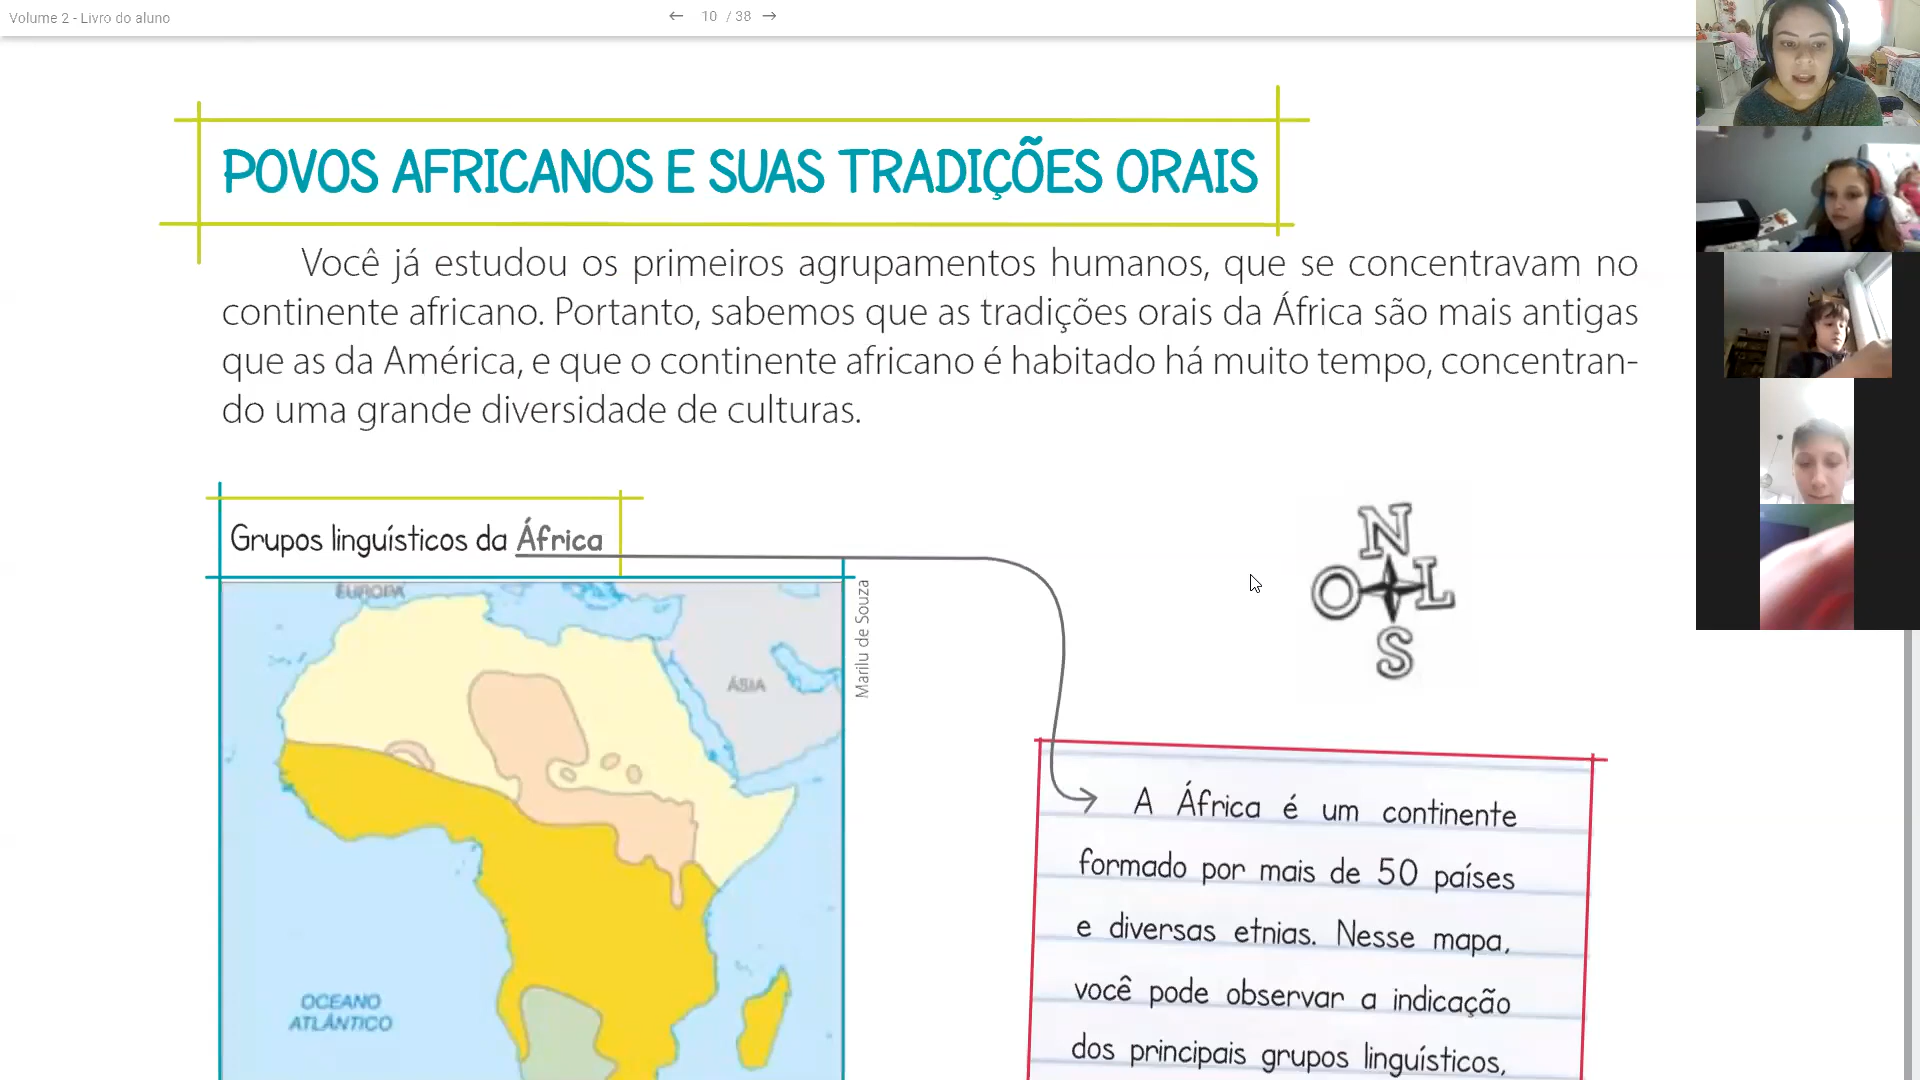 Volume 2 - Livro do aluno
← 10 / 38 →
POVOS AFRICANOS E SUAS TRADIÇÕES ORAIS
Você já estudou os primeiros agrupamentos humanos, que se concentravam no
continente africano. Portanto, sabemos que as tradições orais da África são mais antigas
que as da América, e que o continente africano é habitado há muito tempo, concentran-
do uma grande diversidade de culturas.
Grupos linguísticos da África
EUROPA
ÁSIA
OCEANO
ATLÂNTICO
Marilu de Souza
N
O L
S
A África é um continente
formado por mais de 50 países
e diversas etnias. Nesse mapa,
você pode observar a indicação
dos principais grupos linguísticos,